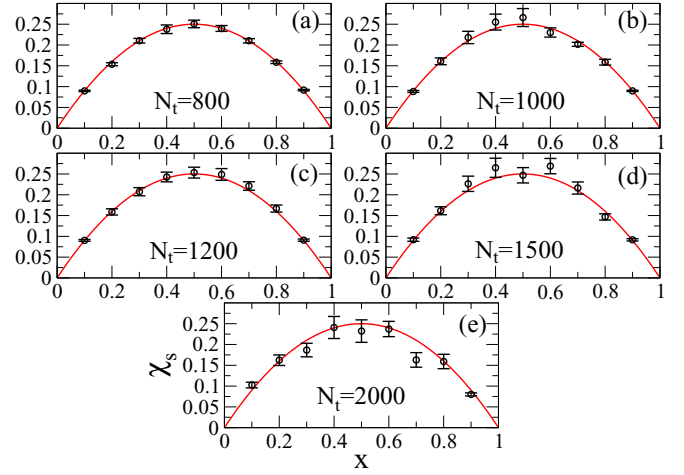 0.25 (a) 0.25 (b)
0.2 0.2
0.15 0.15
0.1 0.1
0.05 N_t=800 0.05 N_t=1000
0 0
0 0.2 0.4 0.6 0.8 1 0 0.2 0.4 0.6 0.8 1
0.25 (c) 0.25 (d)
0.2 0.2
0.15 0.15
0.1 0.1
0.05 N_t=1200 0.05 N_t=1500
0 0
0 0.2 0.4 0.6 0.8 1 0 0.2 0.4 0.6 0.8 1
0.25 (e)
0.2
χ_s 0.15
0.1
0.05 N_t=2000
0
0 0.2 0.4 0.6 0.8 1
x